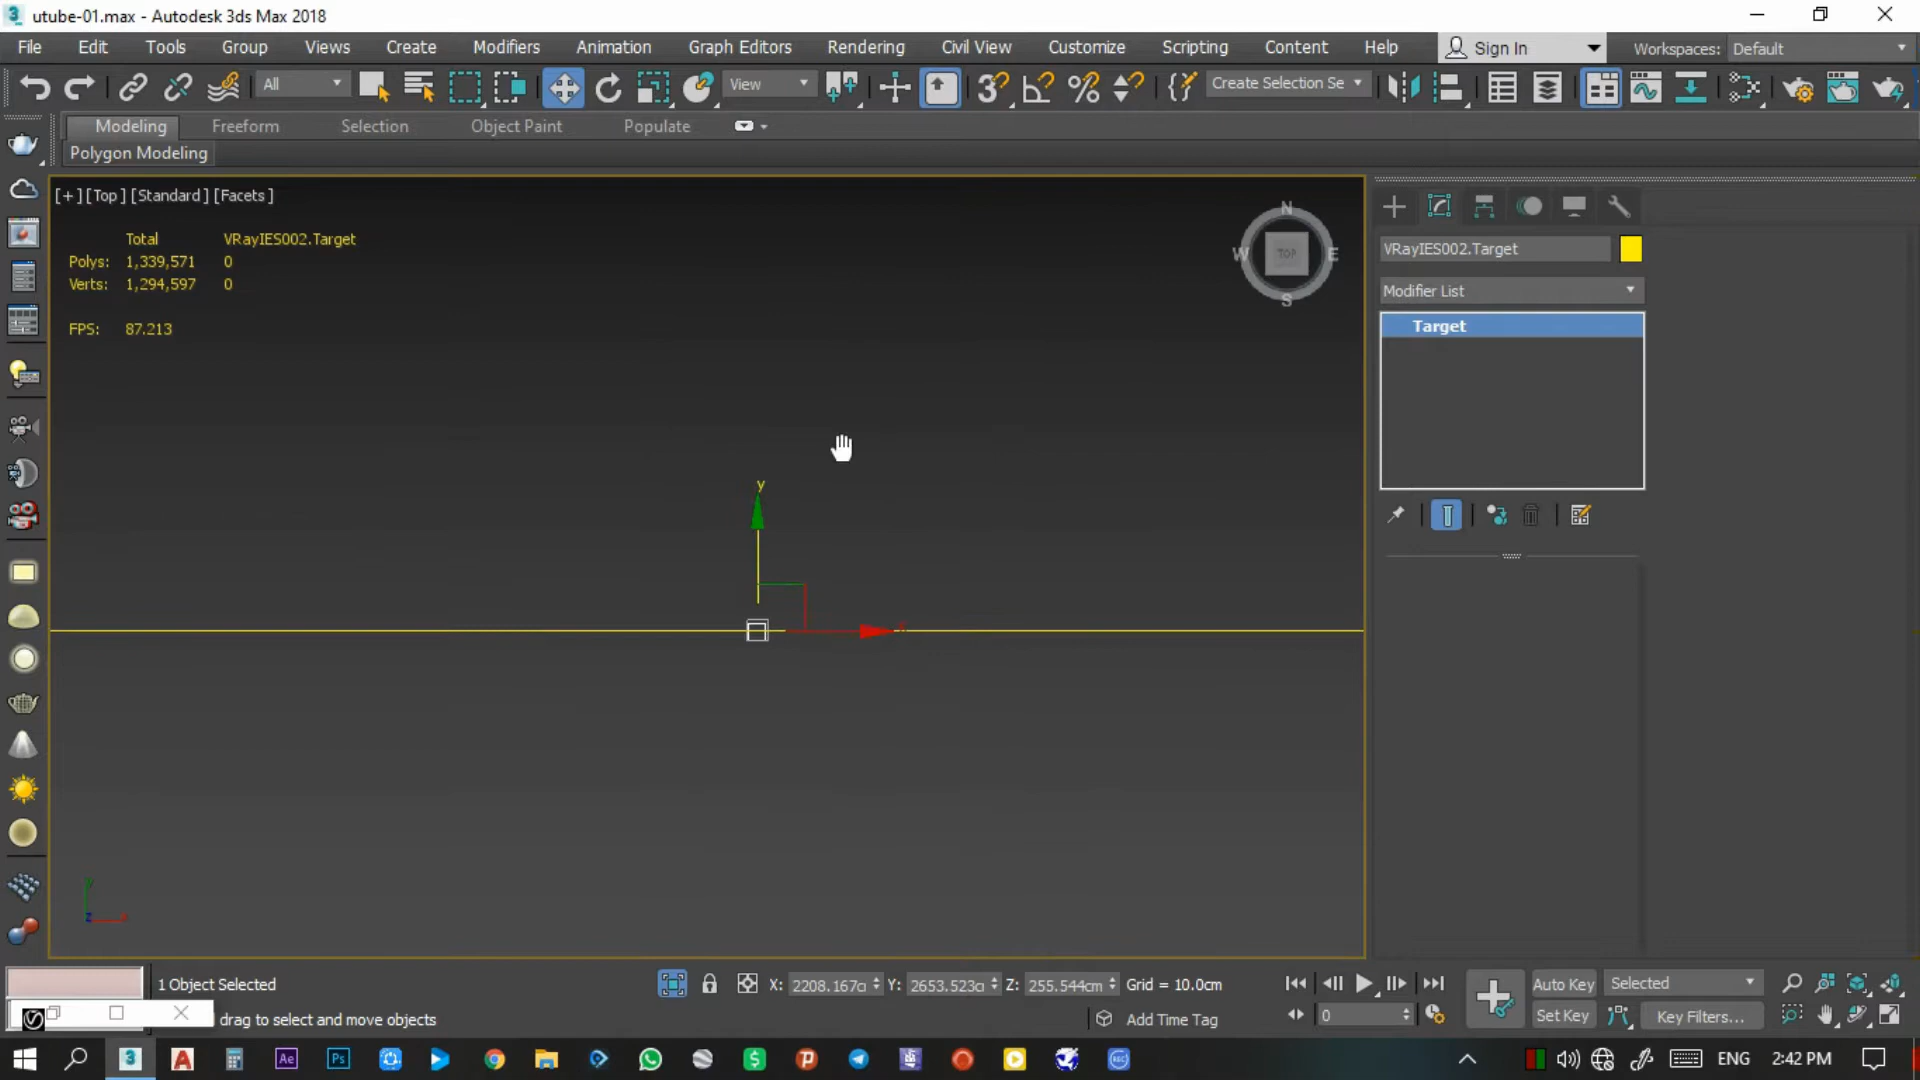 utube-01.max - Autodesk 3ds Max 2018
File Edit Tools Group Views Create Modifiers Animation Graph Editors Rendering Civil View Customize Scripting Content Help Sign In Workspaces: Default
All View Create Selection Se
Modeling Freeform Selection Object Paint Populate
Polygon Modeling
[+] [Top] [Standard] [Facets]
N
W TOP E
S
Total VRayIES002.Target
Polys: 1,339,571 0
Verts: 1,294,597 0
FPS: 87.213
VRayIES002.Target
Modifier List
Target
y
x
1 Object Selected
X: 2208.167c Y: 2653.523c Z: 255.544cm Grid = 10.0cm
Auto Key Selected
drag to select and move objects
Add Time Tag
0
Set Key Key Filters...
ENG 2:42 PM